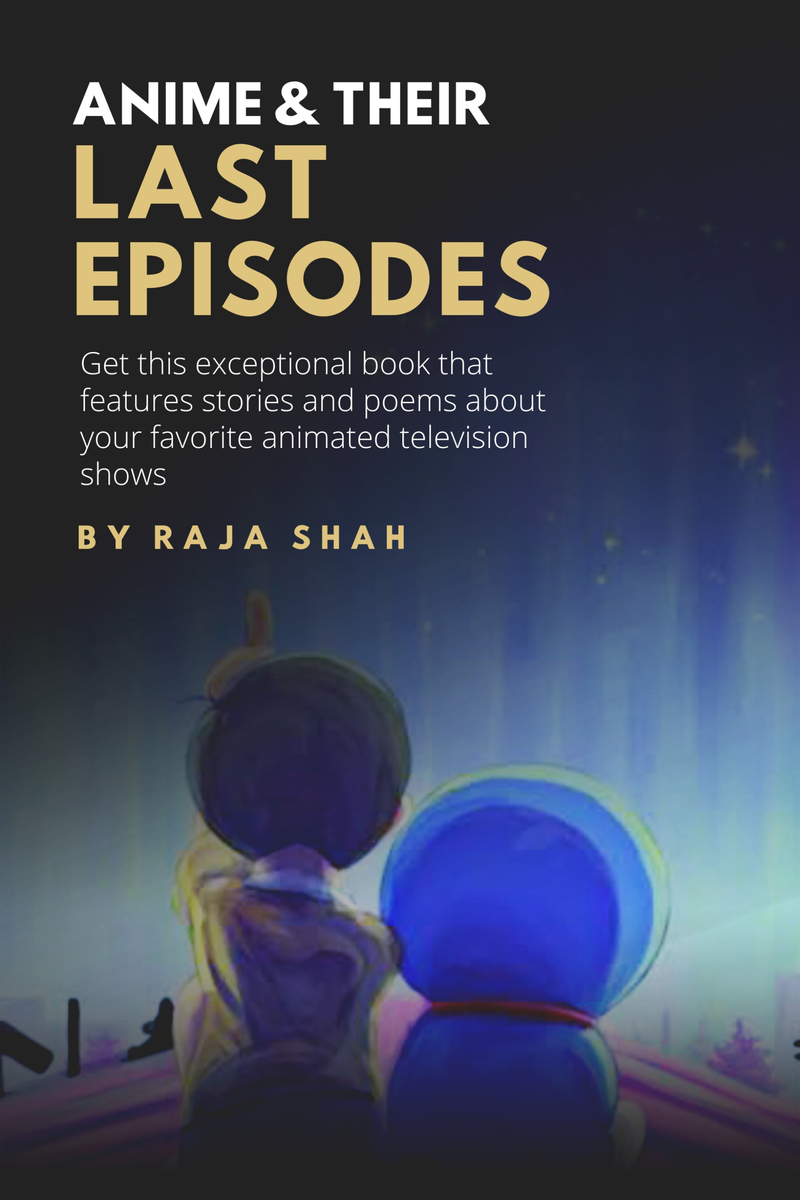 ANIME & THEIR
LAST
EPISODES
Get this exceptional book that
features stories and poems about
your favorite animated television
shows
BY RAJA SHAH